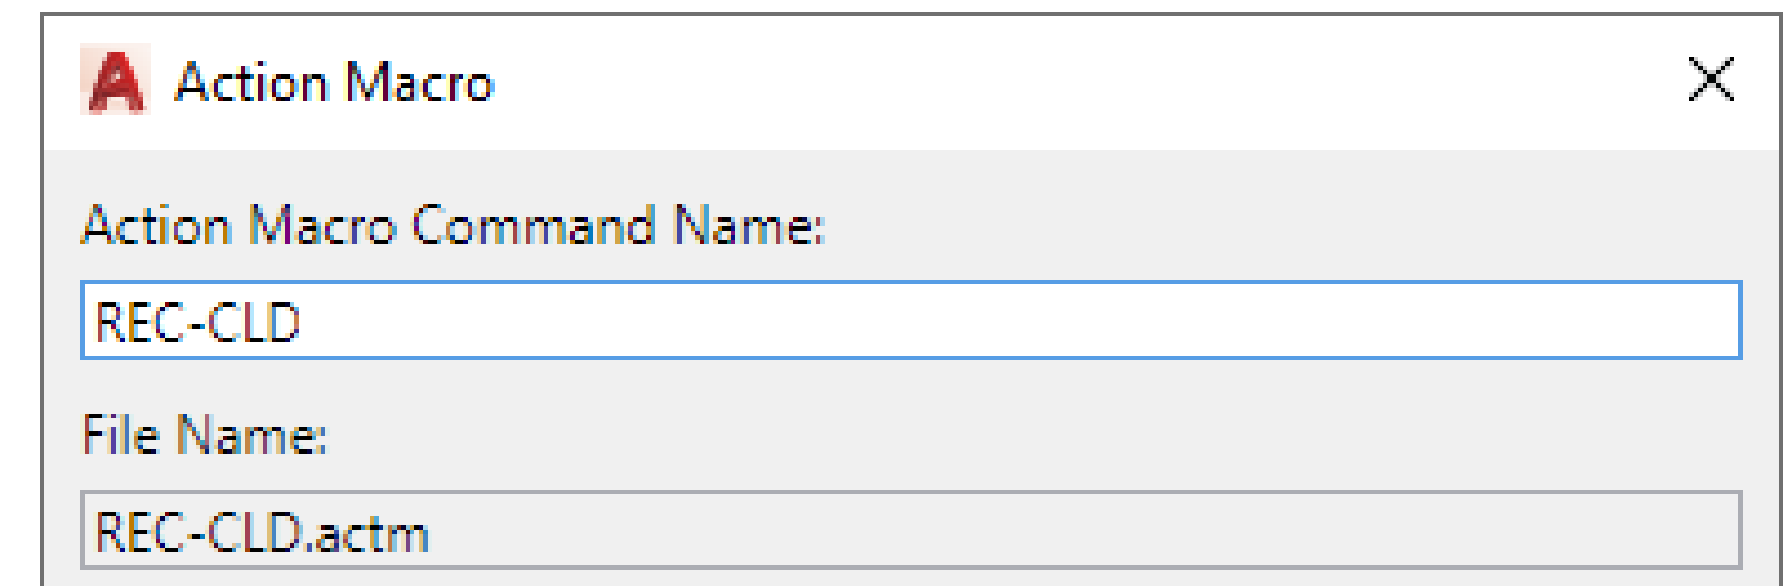 Action Macro
Action Macro Command Name:
REC-CLD
File Name:
REC-CLD.actm